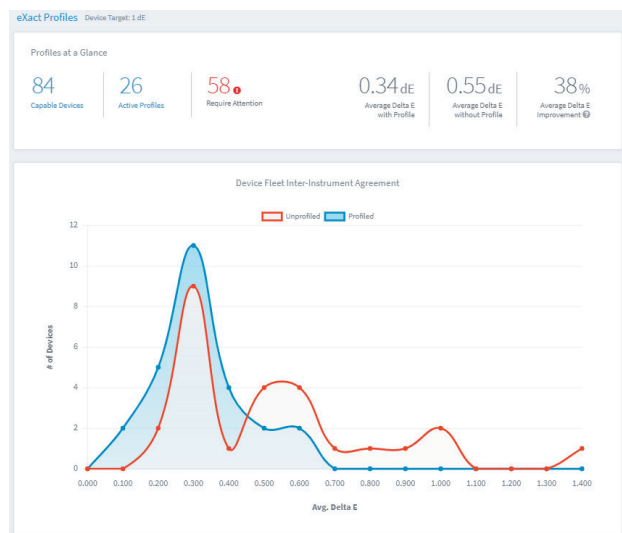 eXact Profiles Device Target: 1 dE
Profiles at a Glance
84
Capable Devices
26
Active Profiles
58
Require Attention
0.34 dE
Average Delta E
with Profile
0.55 dE
Average Delta E
without Profile
38%
Average Delta E
Improvement
Device Fleet Inter-Instrument Agreement
Unprofiled Profiled
# of Devices
12
10
8
6
4
2
0
0.000 0.100 0.200 0.300 0.400 0.500 0.600 0.700 0.800 0.900 1.000 1.100 1.200 1.300 1.400
Avg. Delta E